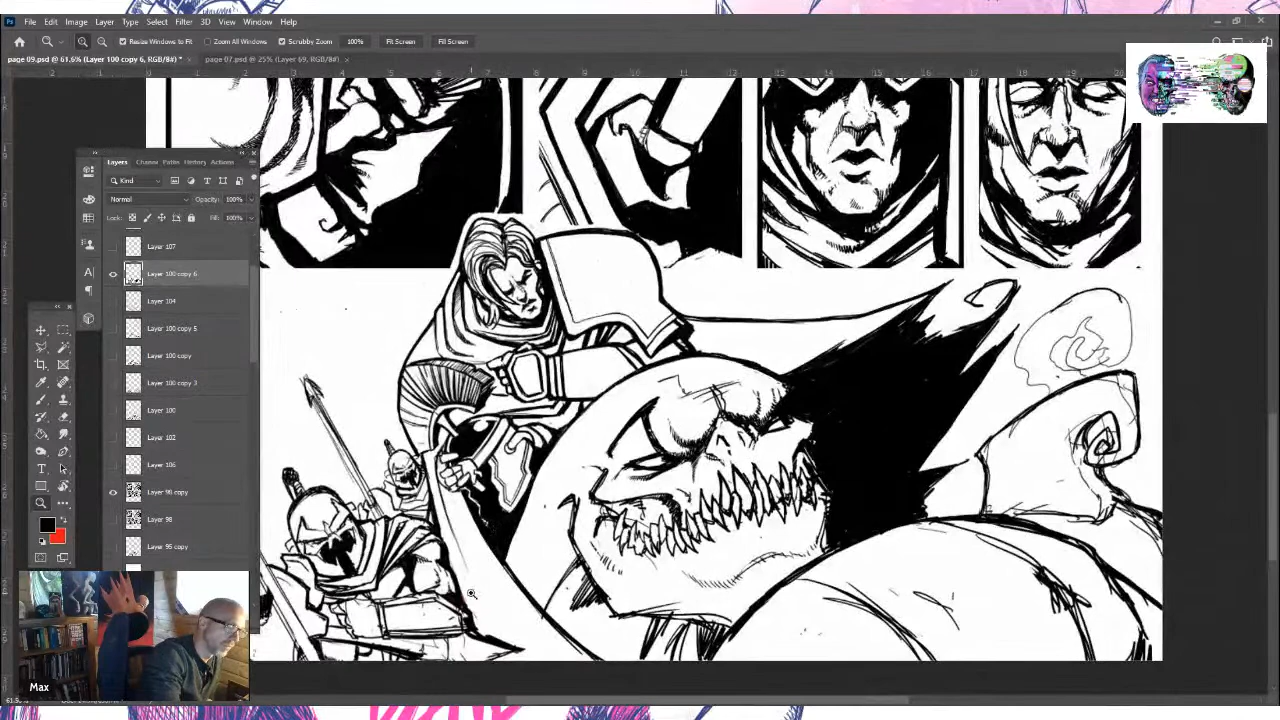 File Edit Image Layer Type Select Filter 3D View Window Help
Resize Windows to Fit Zoom All Windows Scrubby Zoom 100% Fit Screen Fill Screen
page 09.psd @ 61.6% (Layer 100 copy 6, RGB/8#) * page 07.psd @ 25% (Layer 69, RGB/8#)
Layers Channe Paths History Actions
Kind
Normal Opacity: 100%
Lock: Fill: 100%
Layer 107
Layer 100 copy 6
Layer 104
Layer 100 copy 5
Layer 100 copy
Layer 100 copy 3
Layer 100
Layer 102
Layer 106
Layer 98 copy
Layer 98
Layer 95 copy
Max